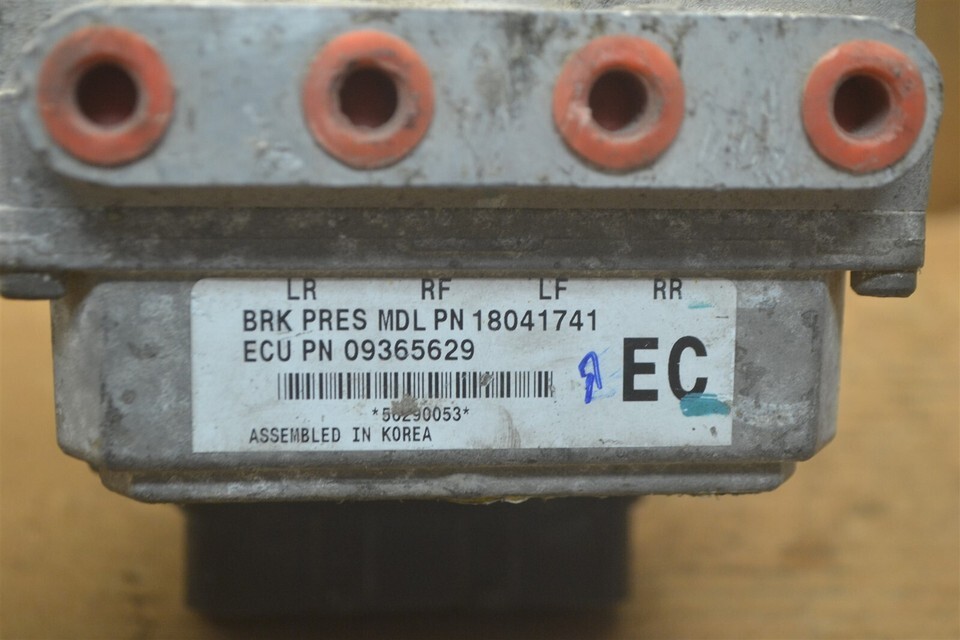 LR RF LF RR
BRK PRES MDL PN 18041741
ECU PN 09365629
EC
*50290053*
ASSEMBLED IN KOREA